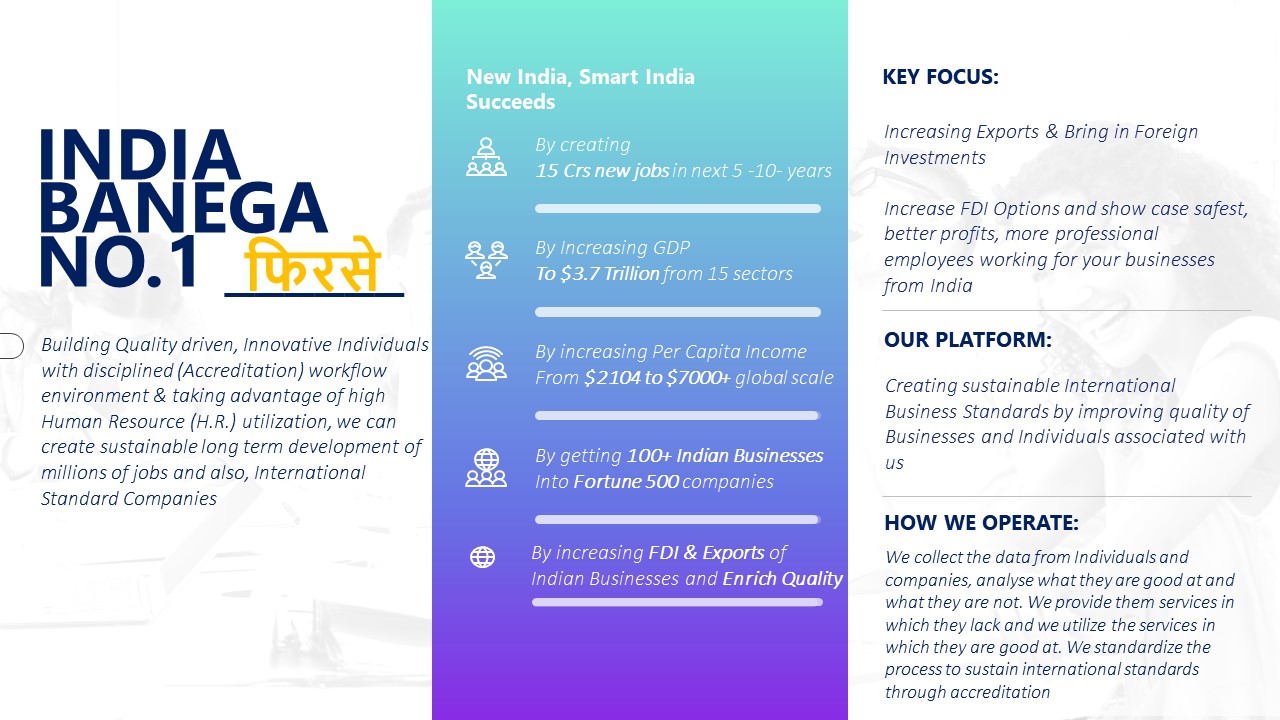 INDIA
BANEGA
NO.1 फिरसे
Building Quality driven, Innovative Individuals
with disciplined (Accreditation) workflow
environment & taking advantage of high
Human Resource (H.R.) utilization, we can
create sustainable long term development of
millions of jobs and also, International
Standard Companies
New India, Smart India
Succeeds
By creating
15 Crs new jobs in next 5 -10- years
By Increasing GDP
To $3.7 Trillion from 15 sectors
By increasing Per Capita Income
From $2104 to $7000+ global scale
By getting 100+ Indian Businesses
Into Fortune 500 companies
By increasing FDI & Exports of
Indian Businesses and Enrich Quality
KEY FOCUS:
Increasing Exports & Bring in Foreign
Investments
Increase FDI Options and show case safest,
better profits, more professional
employees working for your businesses
from India
OUR PLATFORM:
Creating sustainable International
Business Standards by improving quality of
Businesses and Individuals associated with
us
HOW WE OPERATE:
We collect the data from Individuals and
companies, analyse what they are good at and
what they are not. We provide them services in
which they lack and we utilize the services in
which they are good at. We standardize the
process to sustain international standards
through accreditation